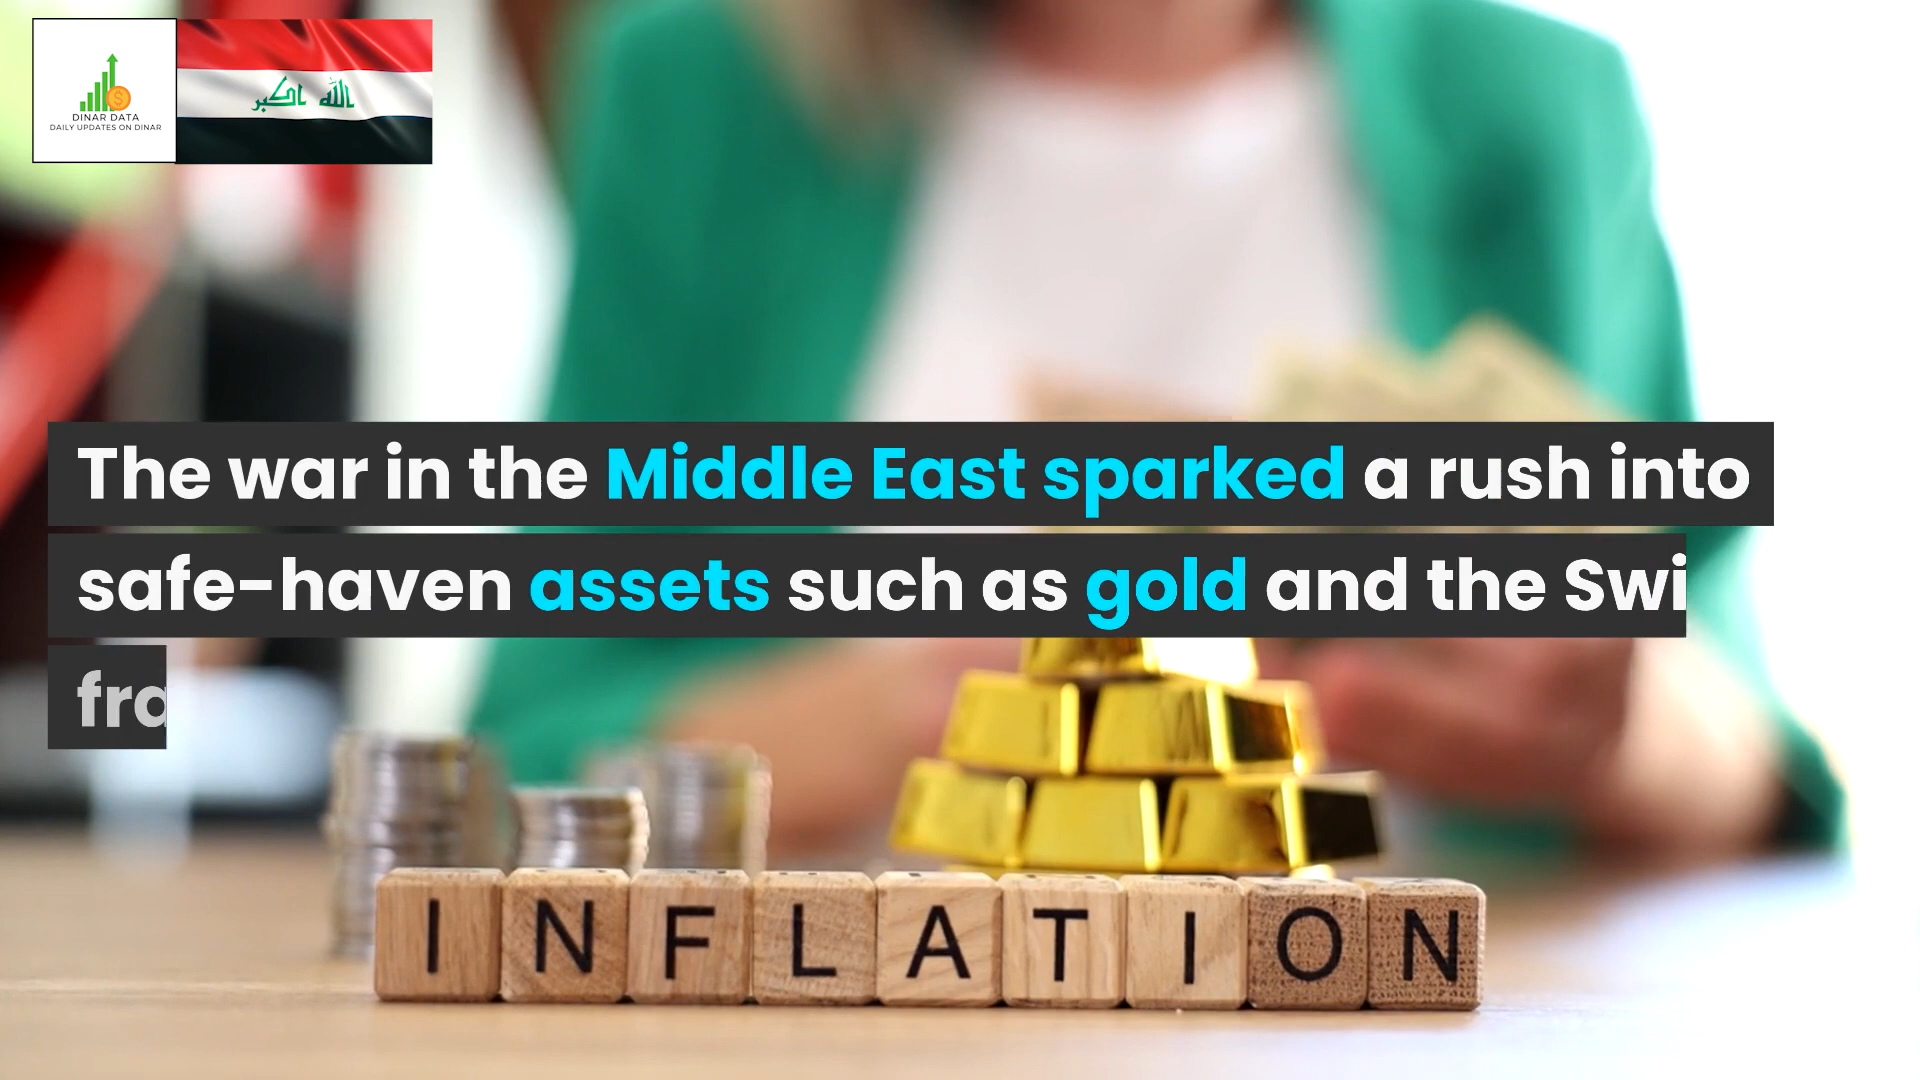 DINAR DATA
DAILY UPDATES ON DINAR
الله اكبر
The war in the Middle East sparked a rush into
safe-haven assets such as gold and the Swi
fra
INFLATION